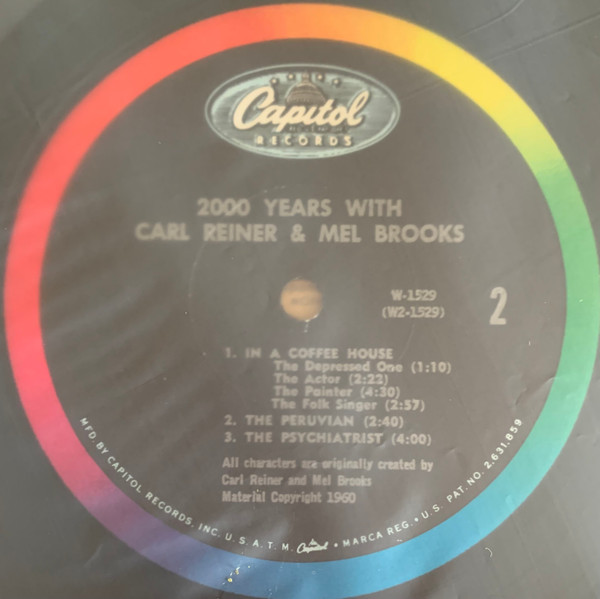 Capitol
RECORDS
2000 YEARS WITH
CARL REINER & MEL BROOKS
W-1529
(W2-1529)
2
1. IN A COFFEE HOUSE
The Depressed One (1:10)
The Actor (2:22)
The Painter (4:30)
The Folk Singer (2:57)
2. THE PERUVIAN (2:40)
3. THE PSYCHIATRIST (4:00)
All characters are originally created by
Carl Reiner and Mel Brooks
Material Copyright 1960
MFD. BY CAPITOL RECORDS, INC. U. S. A. T. M. Capitol • MARCA REG. • U. S. PAT. NO. 2,631,859